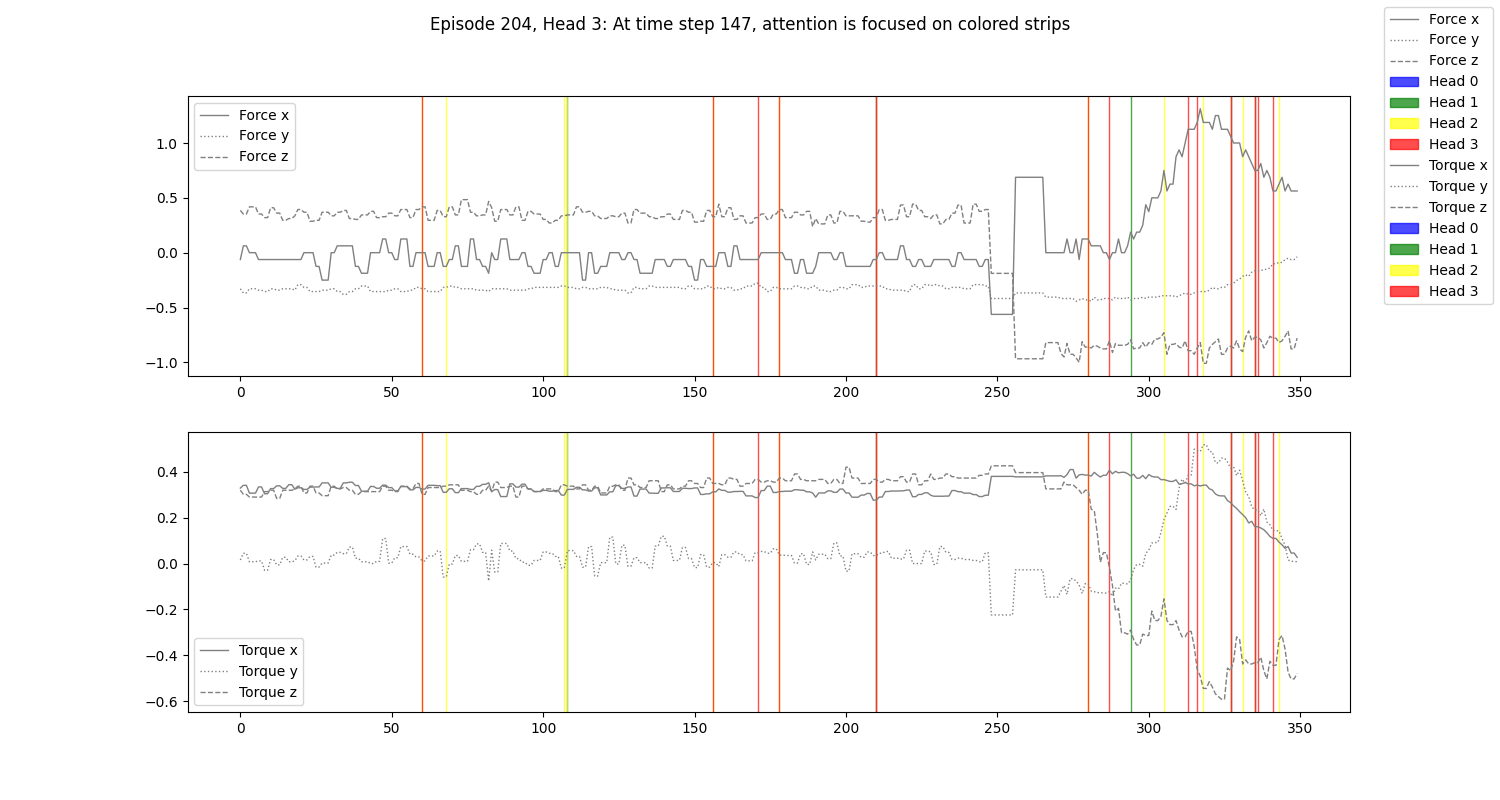 Episode 204, Head 3: At time step 147, attention is focused on colored strips
Force x
Force y
Force z
Head 0
Head 1
Head 2
Head 3
Torque x
Torque y
Torque z
Head 0
Head 1
Head 2
Head 3
Force x
Force y
Force z
1.0
0.5
0.0
−0.5
−1.0
0 50 100 150 200 250 300 350
0.4
0.2
0.0
−0.2
−0.4
−0.6
Torque x
Torque y
Torque z
0 50 100 150 200 250 300 350